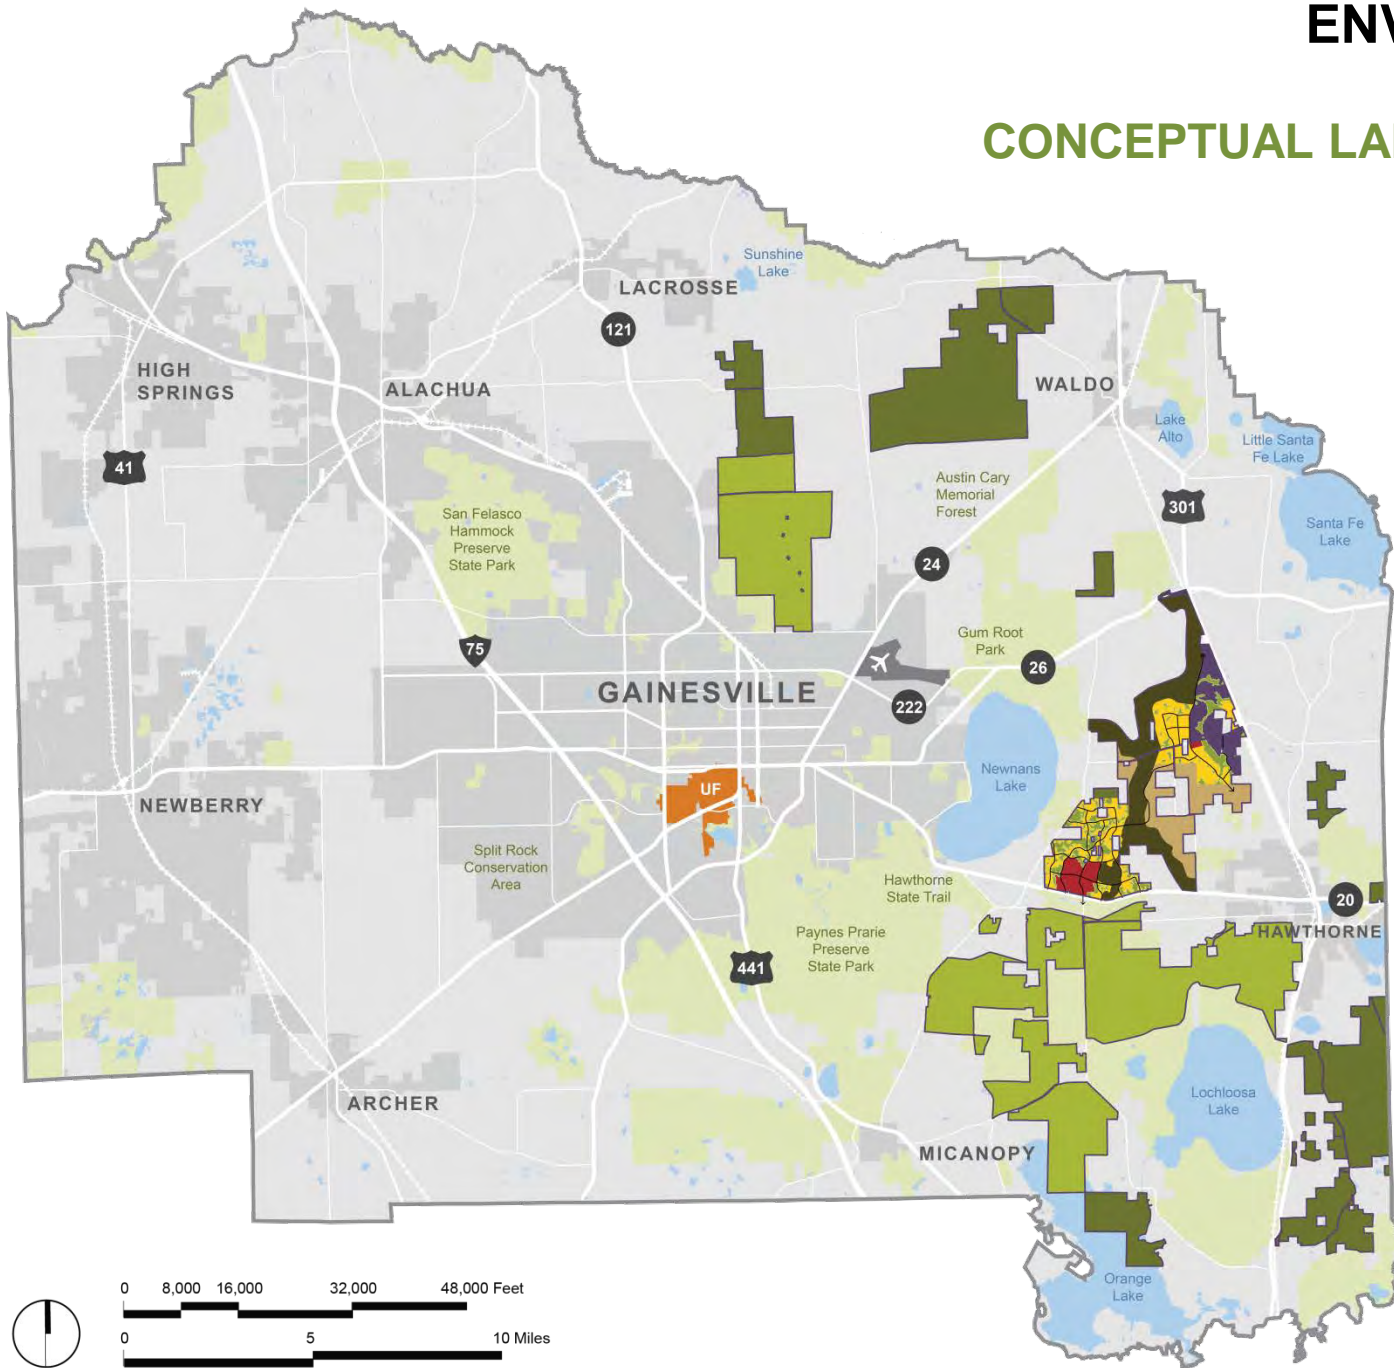 ENV
CONCEPTUAL LAN
Sunshine
Lake
LACROSSE
121
HIGH
SPRINGS
ALACHUA
WALDO
Lake
Alto
Little Santa
Fe Lake
41
Austin Cary
Memorial
Forest
301
San Felasco
Hammock
Preserve
State Park
Santa Fe
Lake
24
75
Gum Root
Park
26
GAINESVILLE
222
Newnans
Lake
UF
NEWBERRY
Split Rock
Conservation
Area
Hawthorne
State Trail
20
HAWTHORNE
Paynes Prarie
Preserve
State Park
441
Lochloosa
Lake
ARCHER
MICANOPY
Orange
Lake
0 8,000 16,000 32,000 48,000 Feet
0 5 10 Miles